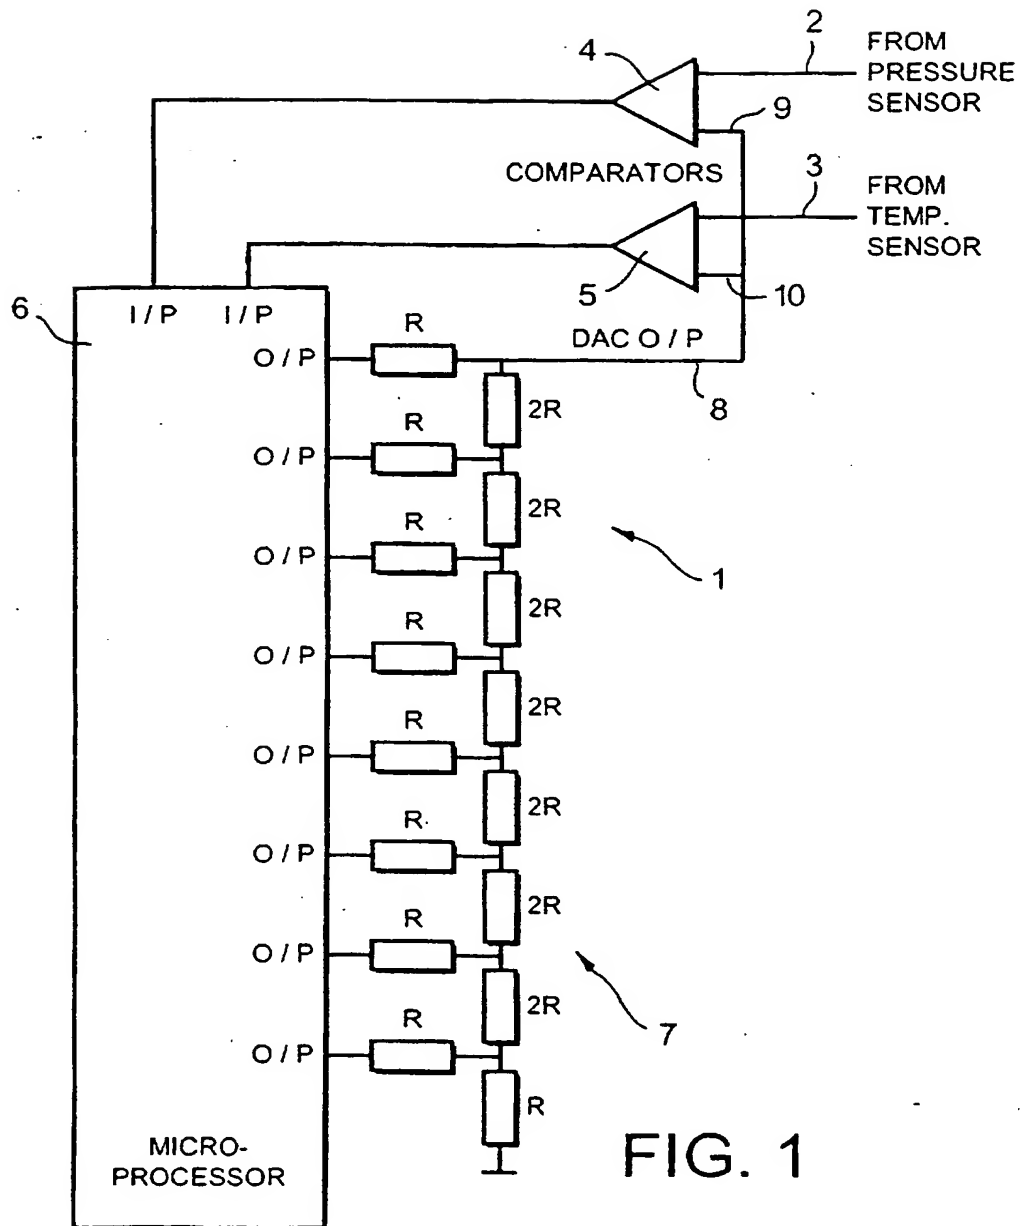 2
FROM
PRESSURE
SENSOR
4
9
COMPARATORS
3
FROM
TEMP.
SENSOR
5
10
6
I / P
I / P
DAC O / P
8
O / P
R
2R
O / P
R
2R
O / P
R
1
2R
O / P
R
2R
O / P
R
2R
O / P
R
2R
O / P
R
2R
7
O / P
R
R
MICRO-
PROCESSOR
FIG. 1